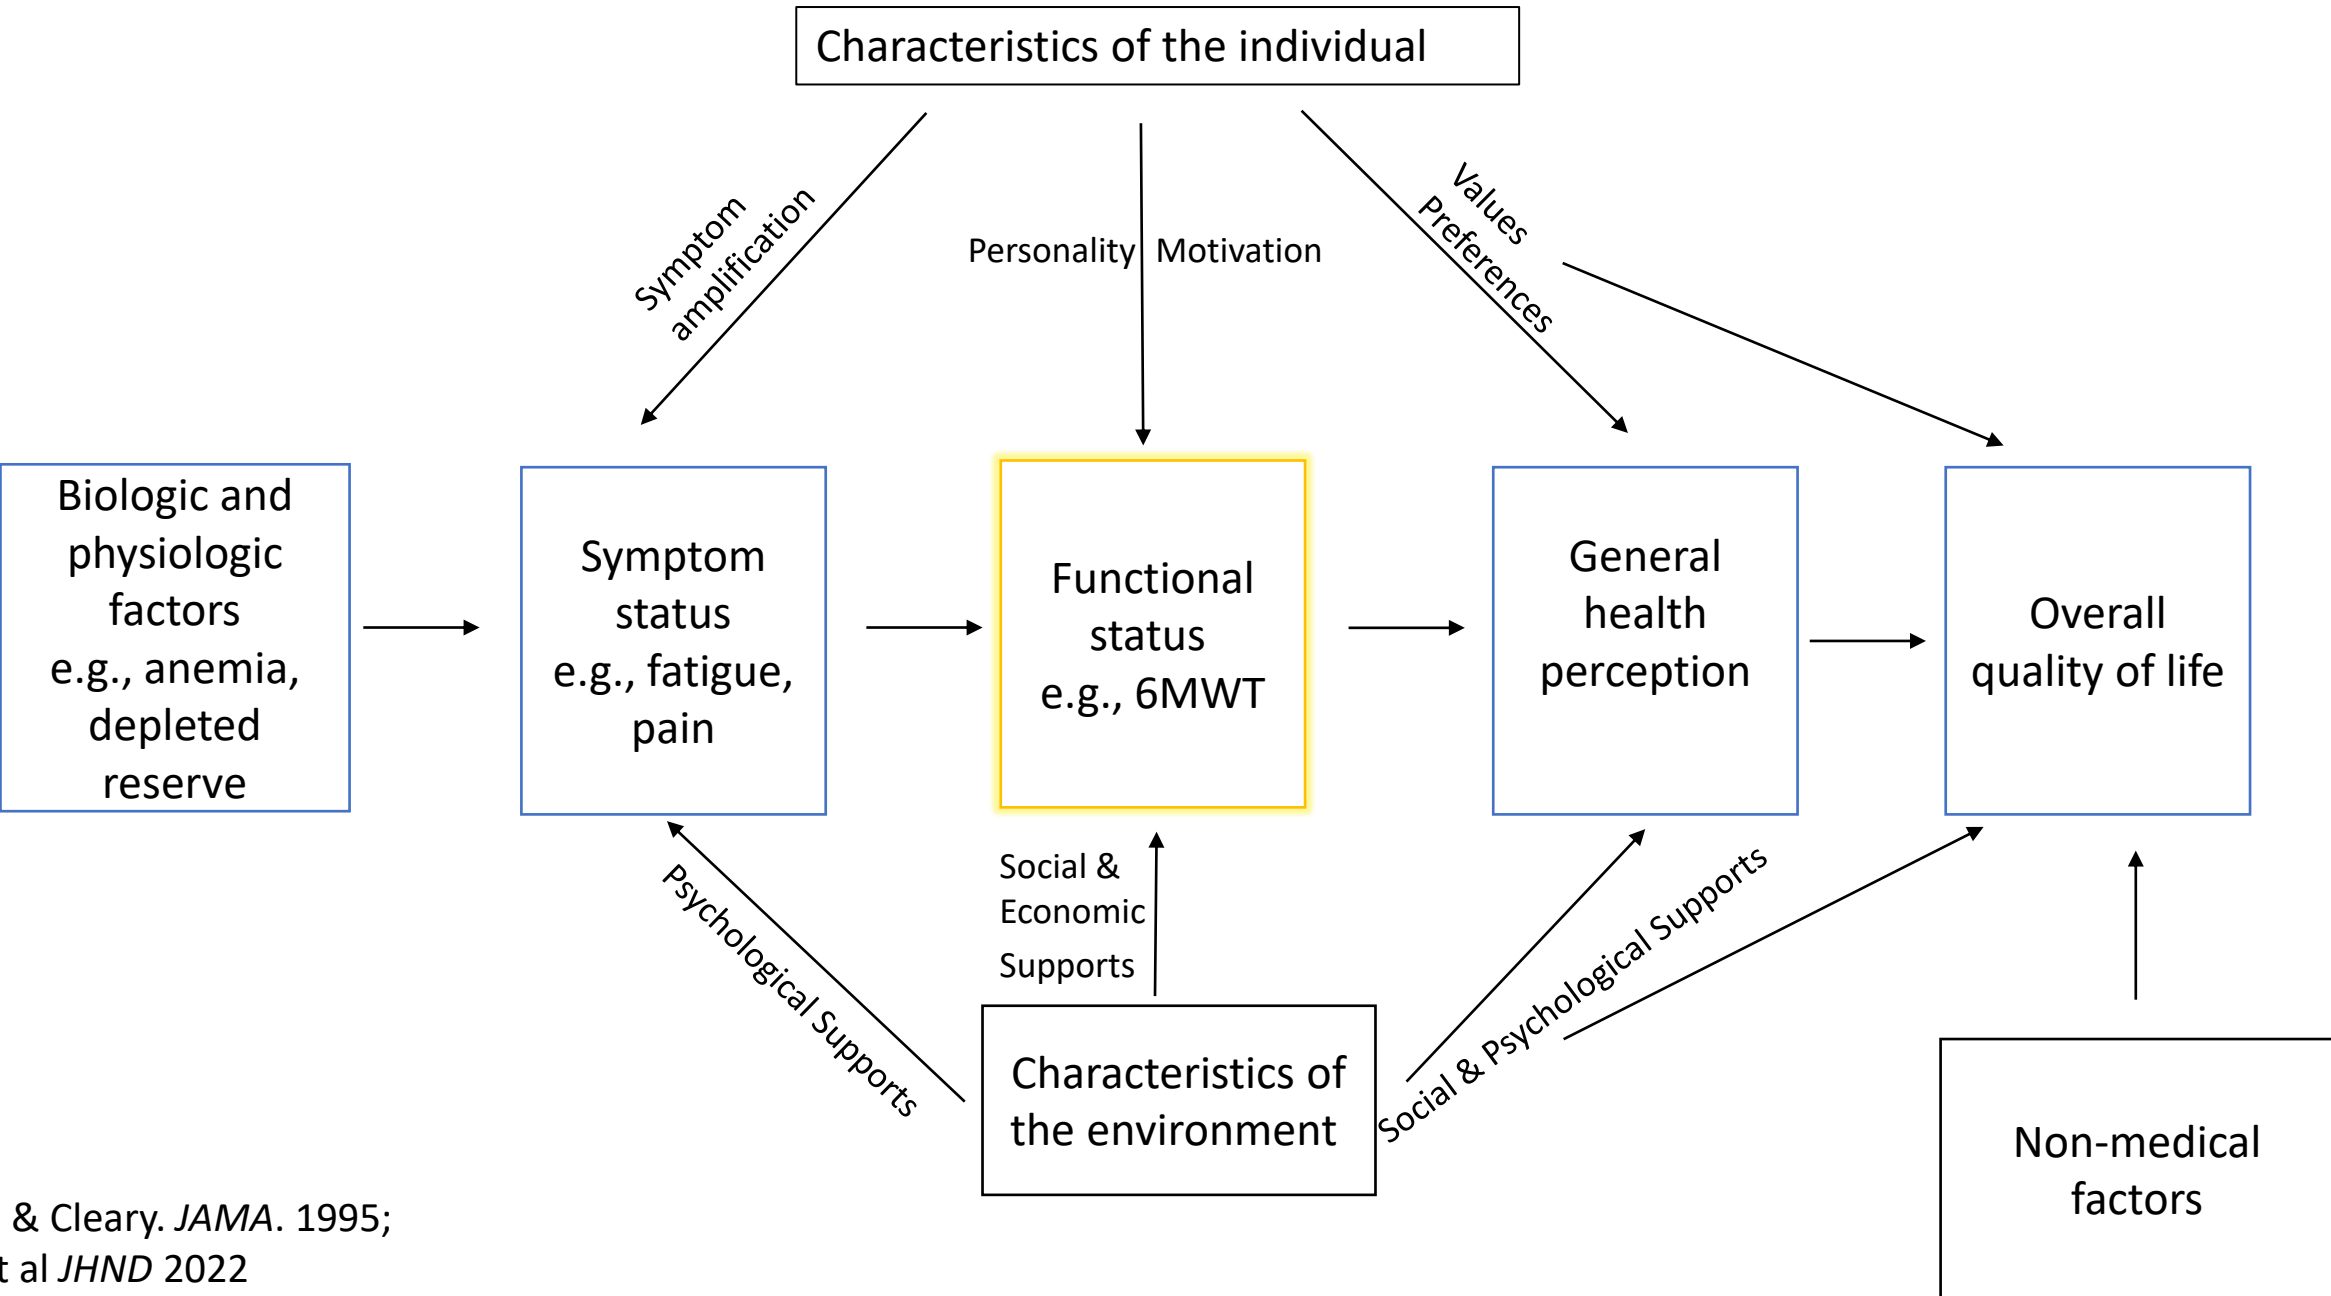 Characteristics of the individual
Symptom
amplification
Personality
Motivation
Values
Preferences
Biologic and
physiologic
factors
e.g., anemia,
depleted
reserve
Symptom
status
e.g., fatigue,
pain
Functional
status
e.g., 6MWT
General
health
perception
Overall
quality of life
Psychological Supports
Social &
Economic
Supports
Social & Psychological Supports
Characteristics of
the environment
Non-medical
factors
& Cleary. JAMA. 1995;
al JHND 2022